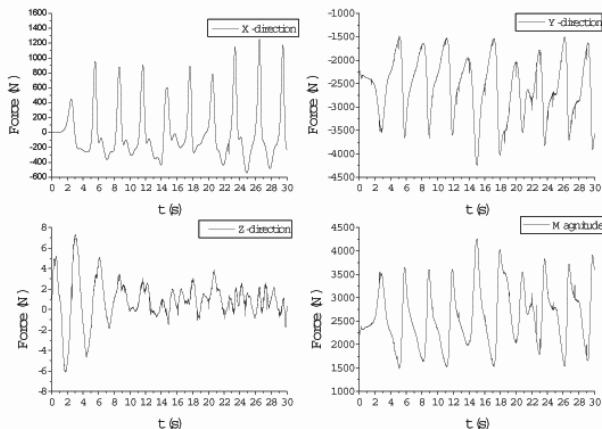 X-direction
Force (N)
1600
1400
1200
1000
800
600
400
200
0
-200
-400
-600
0 2 4 6 8 10 12 14 16 18 20 22 24 26 28 30
t (s)
Y-direction
Force (N)
-1000
-1500
-2000
-2500
-3000
-3500
-4000
-4500
0 2 4 6 8 10 12 14 16 18 20 22 24 26 28 30
t (s)
Z-direction
Force (N)
8
6
4
2
0
-2
-4
-6
-8
0 2 4 6 8 10 12 14 16 18 20 22 24 26 28 30
t (s)
Magnitude
Force (N)
4500
4000
3500
3000
2500
2000
1500
1000
0 2 4 6 8 10 12 14 16 18 20 22 24 26 28 30
t (s)